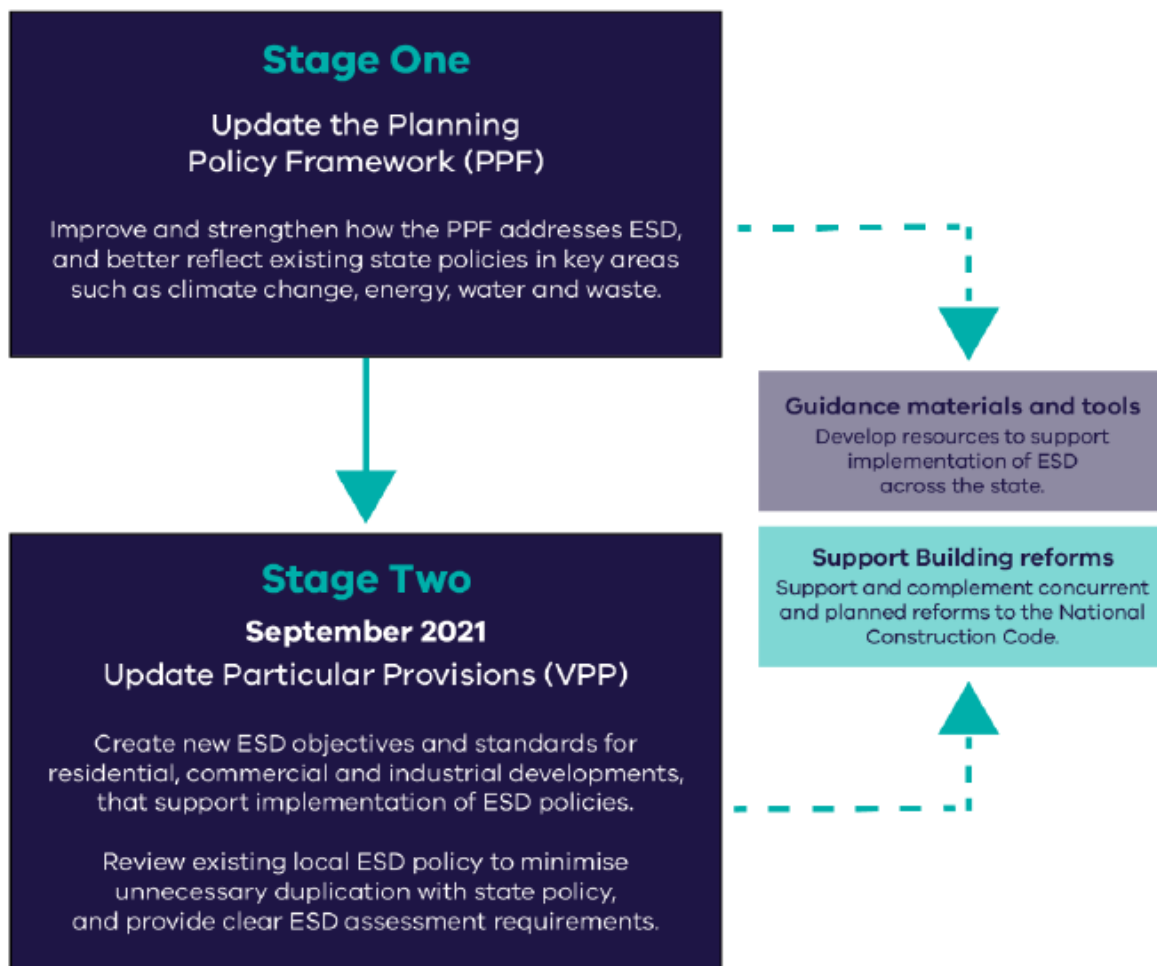 Stage One
Update the Planning
Policy Framework (PPF)
Improve and strengthen how the PPF addresses ESD,
and better reflect existing state policies in key areas
such as climate change, energy, water and waste.
Guidance materials and tools
Develop resources to support
implementation of ESD
across the state.
Support Building reforms
Support and complement concurrent
and planned reforms to the National
Construction Code.
Stage Two
September 2021
Update Particular Provisions (VPP)
Create new ESD objectives and standards for
residential, commercial and industrial developments,
that support implementation of ESD policies.
Review existing local ESD policy to minimise
unnecessary duplication with state policy,
and provide clear ESD assessment requirements.